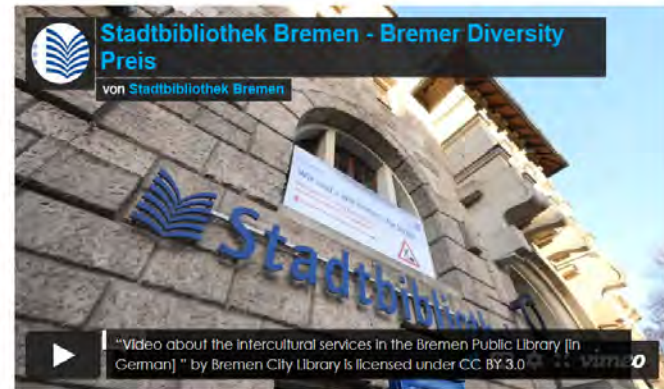 Stadtbibliothek Bremen - Bremer Diversity
Preis
von Stadtbibliothek Bremen
Stadtbibliothek
"Video about the intercultural services in the Bremen Public Library [in
German] " by Bremen City Library is licensed under CC BY 3.0
vimeo